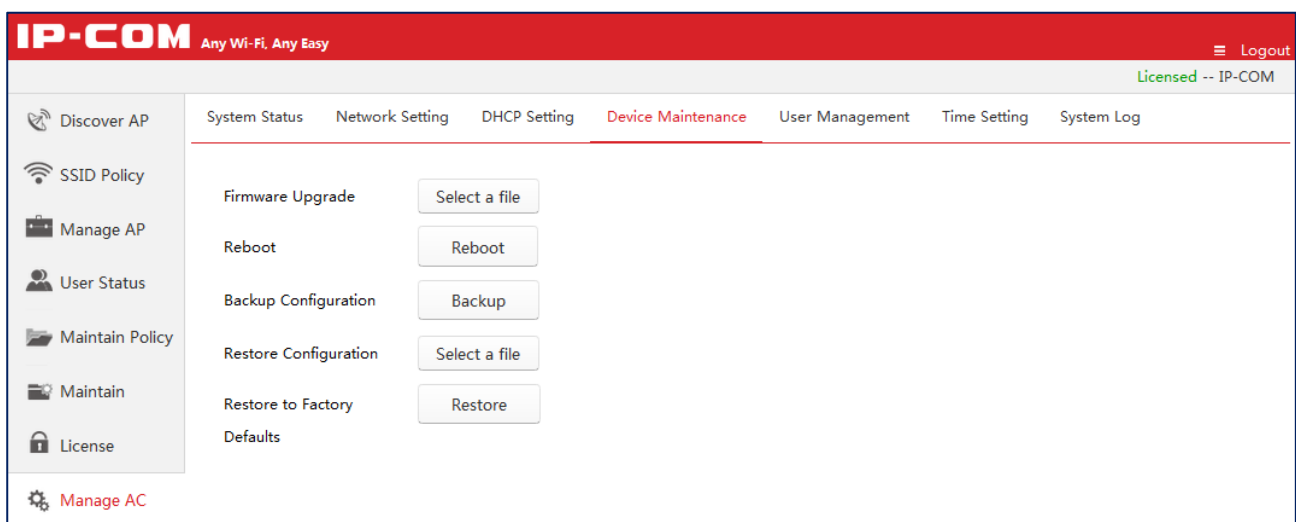 IP-COM Any Wi-Fi, Any Easy
Logout
Licensed -- IP-COM
Discover AP
SSID Policy
Manage AP
User Status
Maintain Policy
Maintain
License
Manage AC
System Status Network Setting DHCP Setting Device Maintenance User Management Time Setting System Log
Firmware Upgrade Select a file
Reboot Reboot
Backup Configuration Backup
Restore Configuration Select a file
Restore to Factory Restore
Defaults